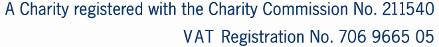 A Charity registered with the Charity Commission No. 211540
VAT Registration No. 706 9665 05